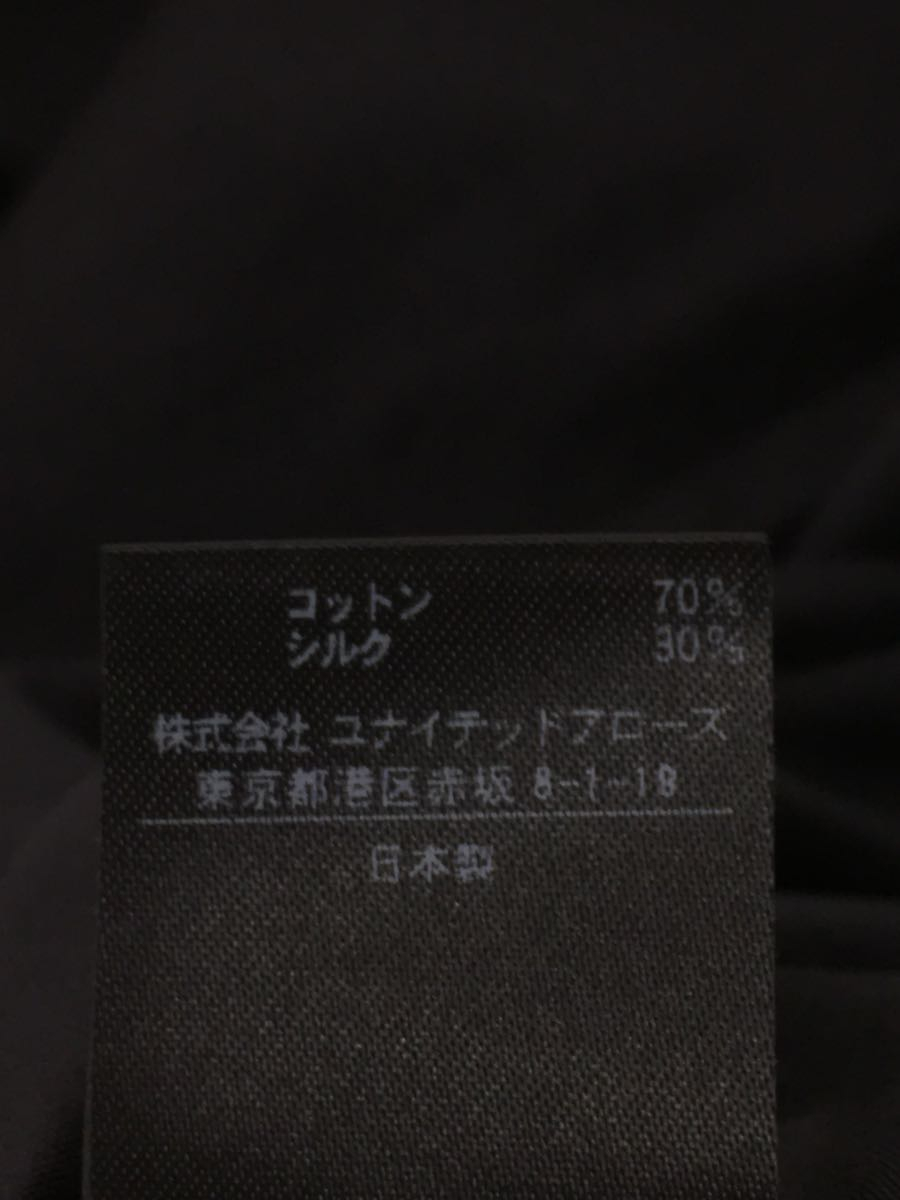 コットン 70%
シルク 30%
株式会社 ユナイテッドアローズ
東京都港区赤坂 8-1-19
日本製